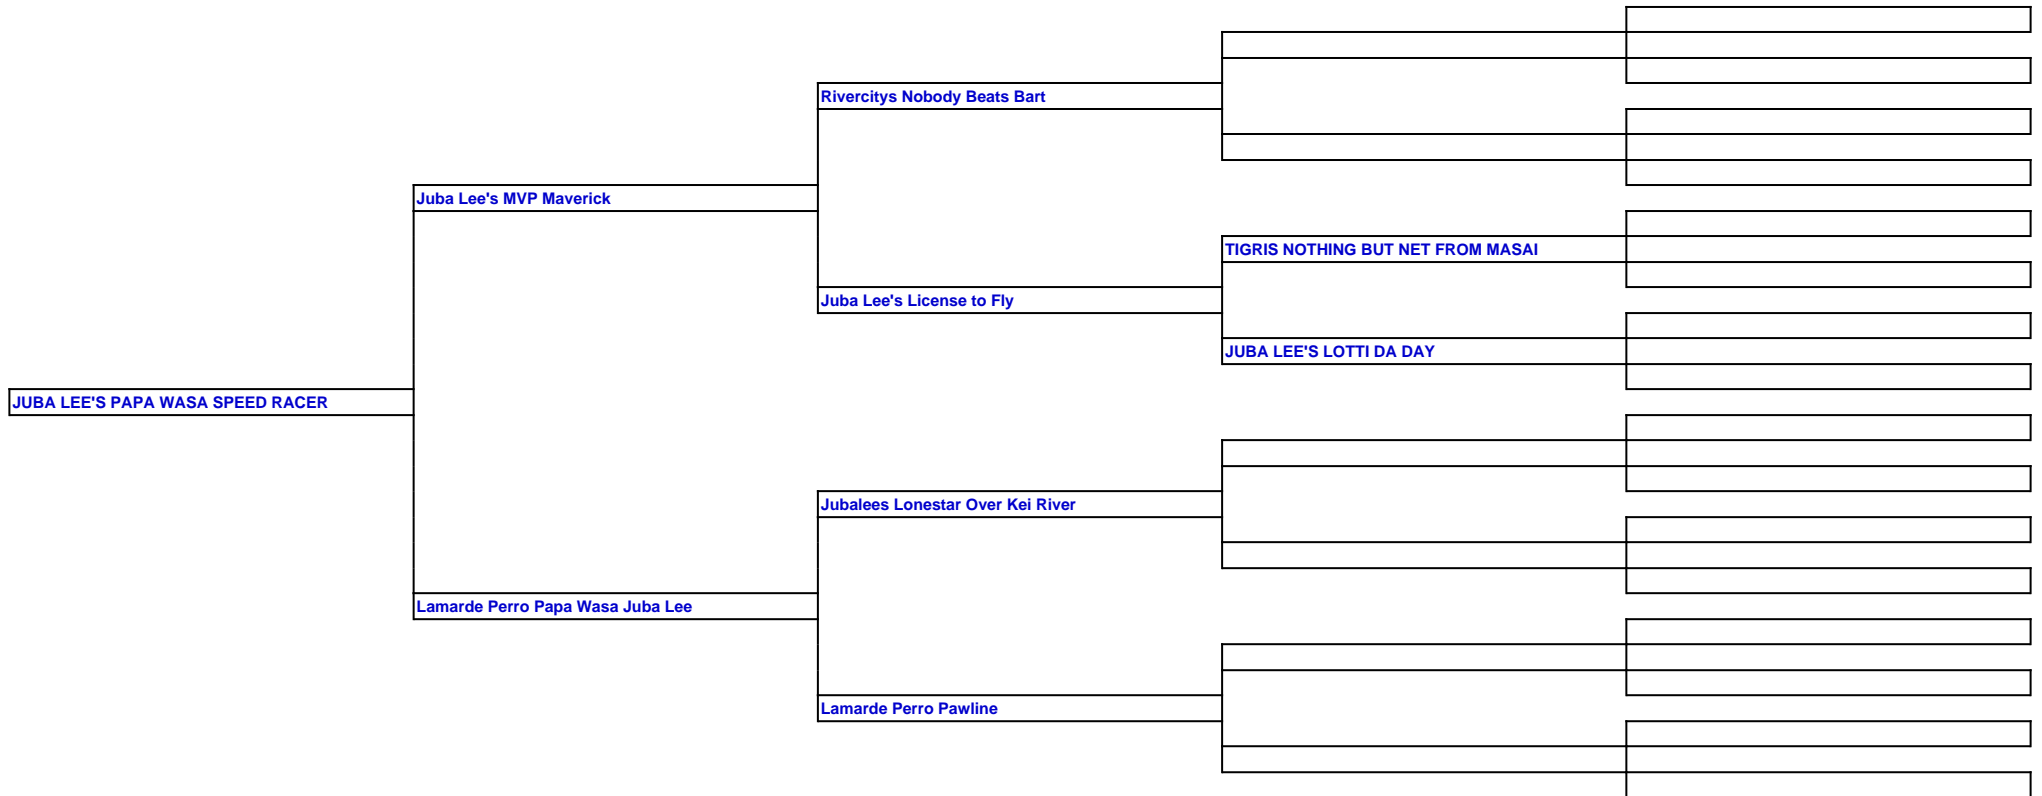 Rivercitys Nobody Beats Bart
Juba Lee's MVP Maverick
TIGRIS NOTHING BUT NET FROM MASAI
Juba Lee's License to Fly
JUBA LEE'S LOTTI DA DAY
JUBA LEE'S PAPA WASA SPEED RACER
Jubalees Lonestar Over Kei River
Lamarde Perro Papa Wasa Juba Lee
Lamarde Perro Pawline